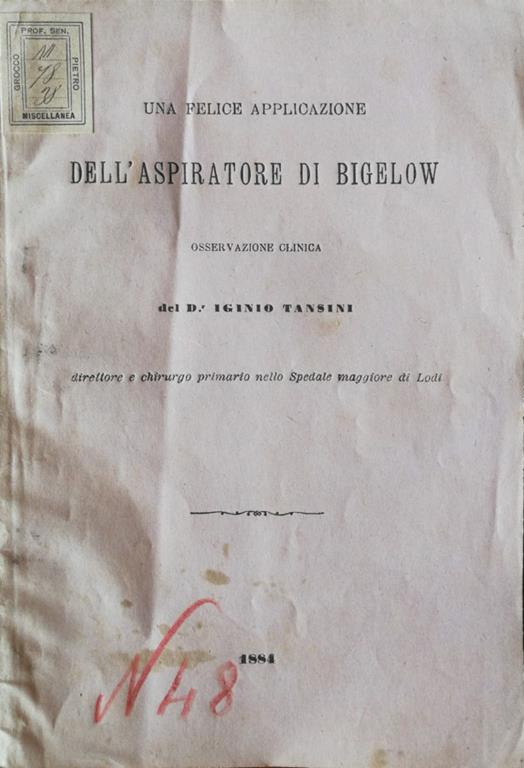 PROF. SEN.
GROCCO
PIETRO
MISCELLANEA
UNA FELICE APPLICAZIONE
DELL'ASPIRATORE DI BIGELOW
OSSERVAZIONE CLINICA
del D.r IGINIO TANSINI
direttore e chirurgo primario nello Spedale maggiore di Lodi
1884
N 48